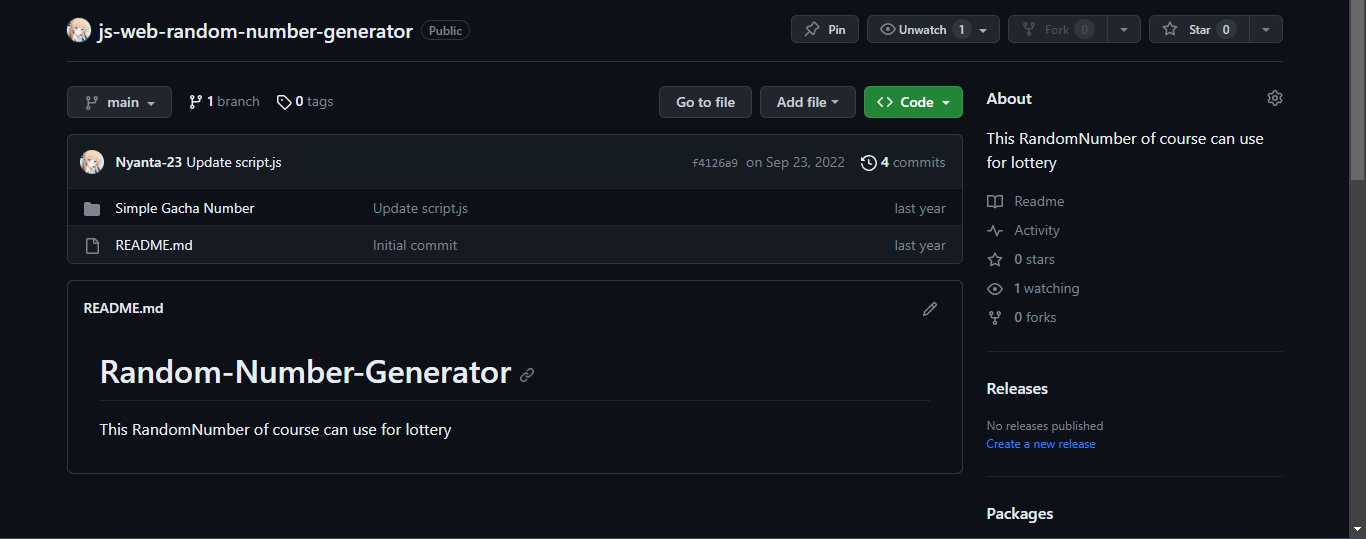 js-web-random-number-generator Public
Pin Unwatch 1 Fork 0 Star 0
main 1 branch 0 tags Go to file Add file Code
Nyanta-23 Update script.js f4126a9 on Sep 23, 2022 4 commits
Simple Gacha Number Update script.js last year
README.md Initial commit last year
README.md
Random-Number-Generator
This RandomNumber of course can use for lottery
About
This RandomNumber of course can use
for lottery
Readme
Activity
0 stars
1 watching
0 forks
Releases
No releases published
Create a new release
Packages